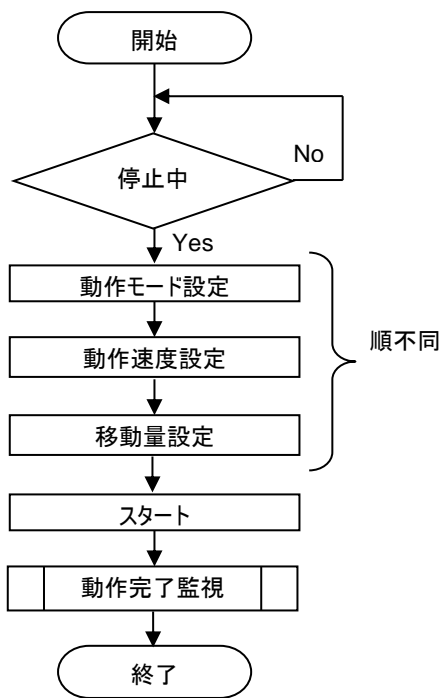 開始
No
停止中
Yes
動作モード設定
順不同
動作速度設定
移動量設定
スタート
動作完了監視
終了